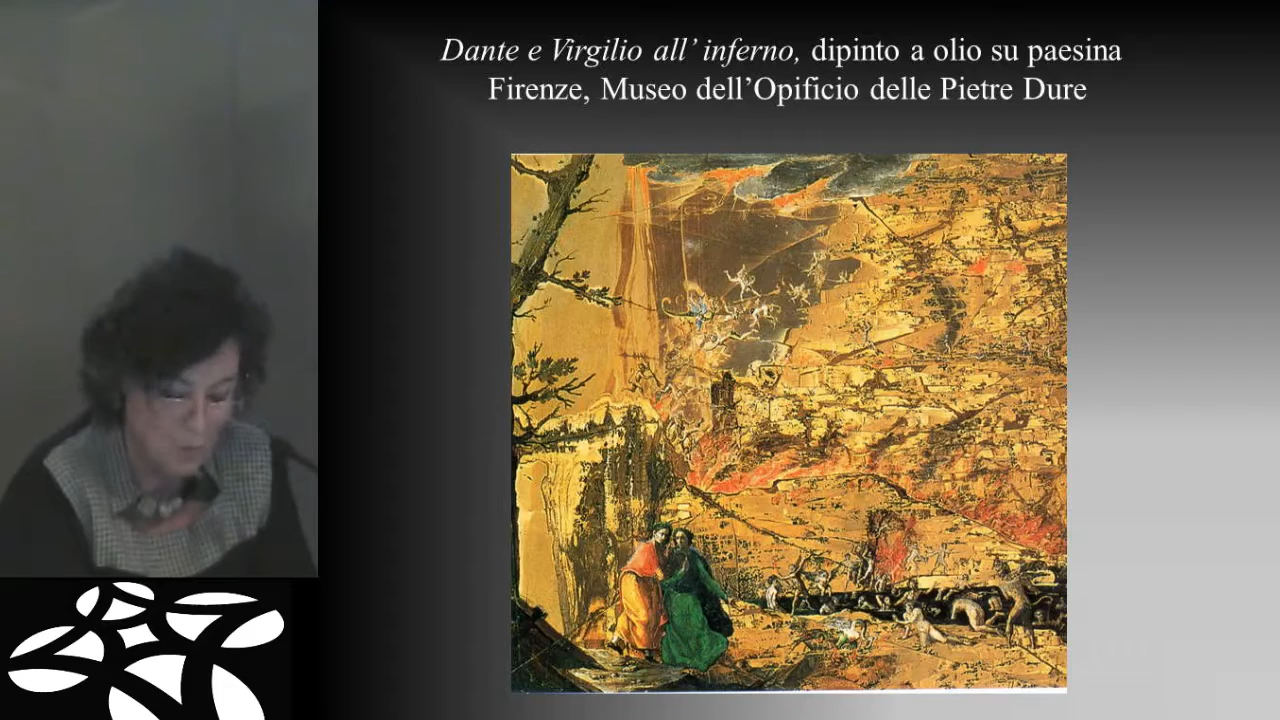 Dante e Virgilio all’ inferno, dipinto a olio su paesina
Firenze, Museo dell’Opificio delle Pietre Dure